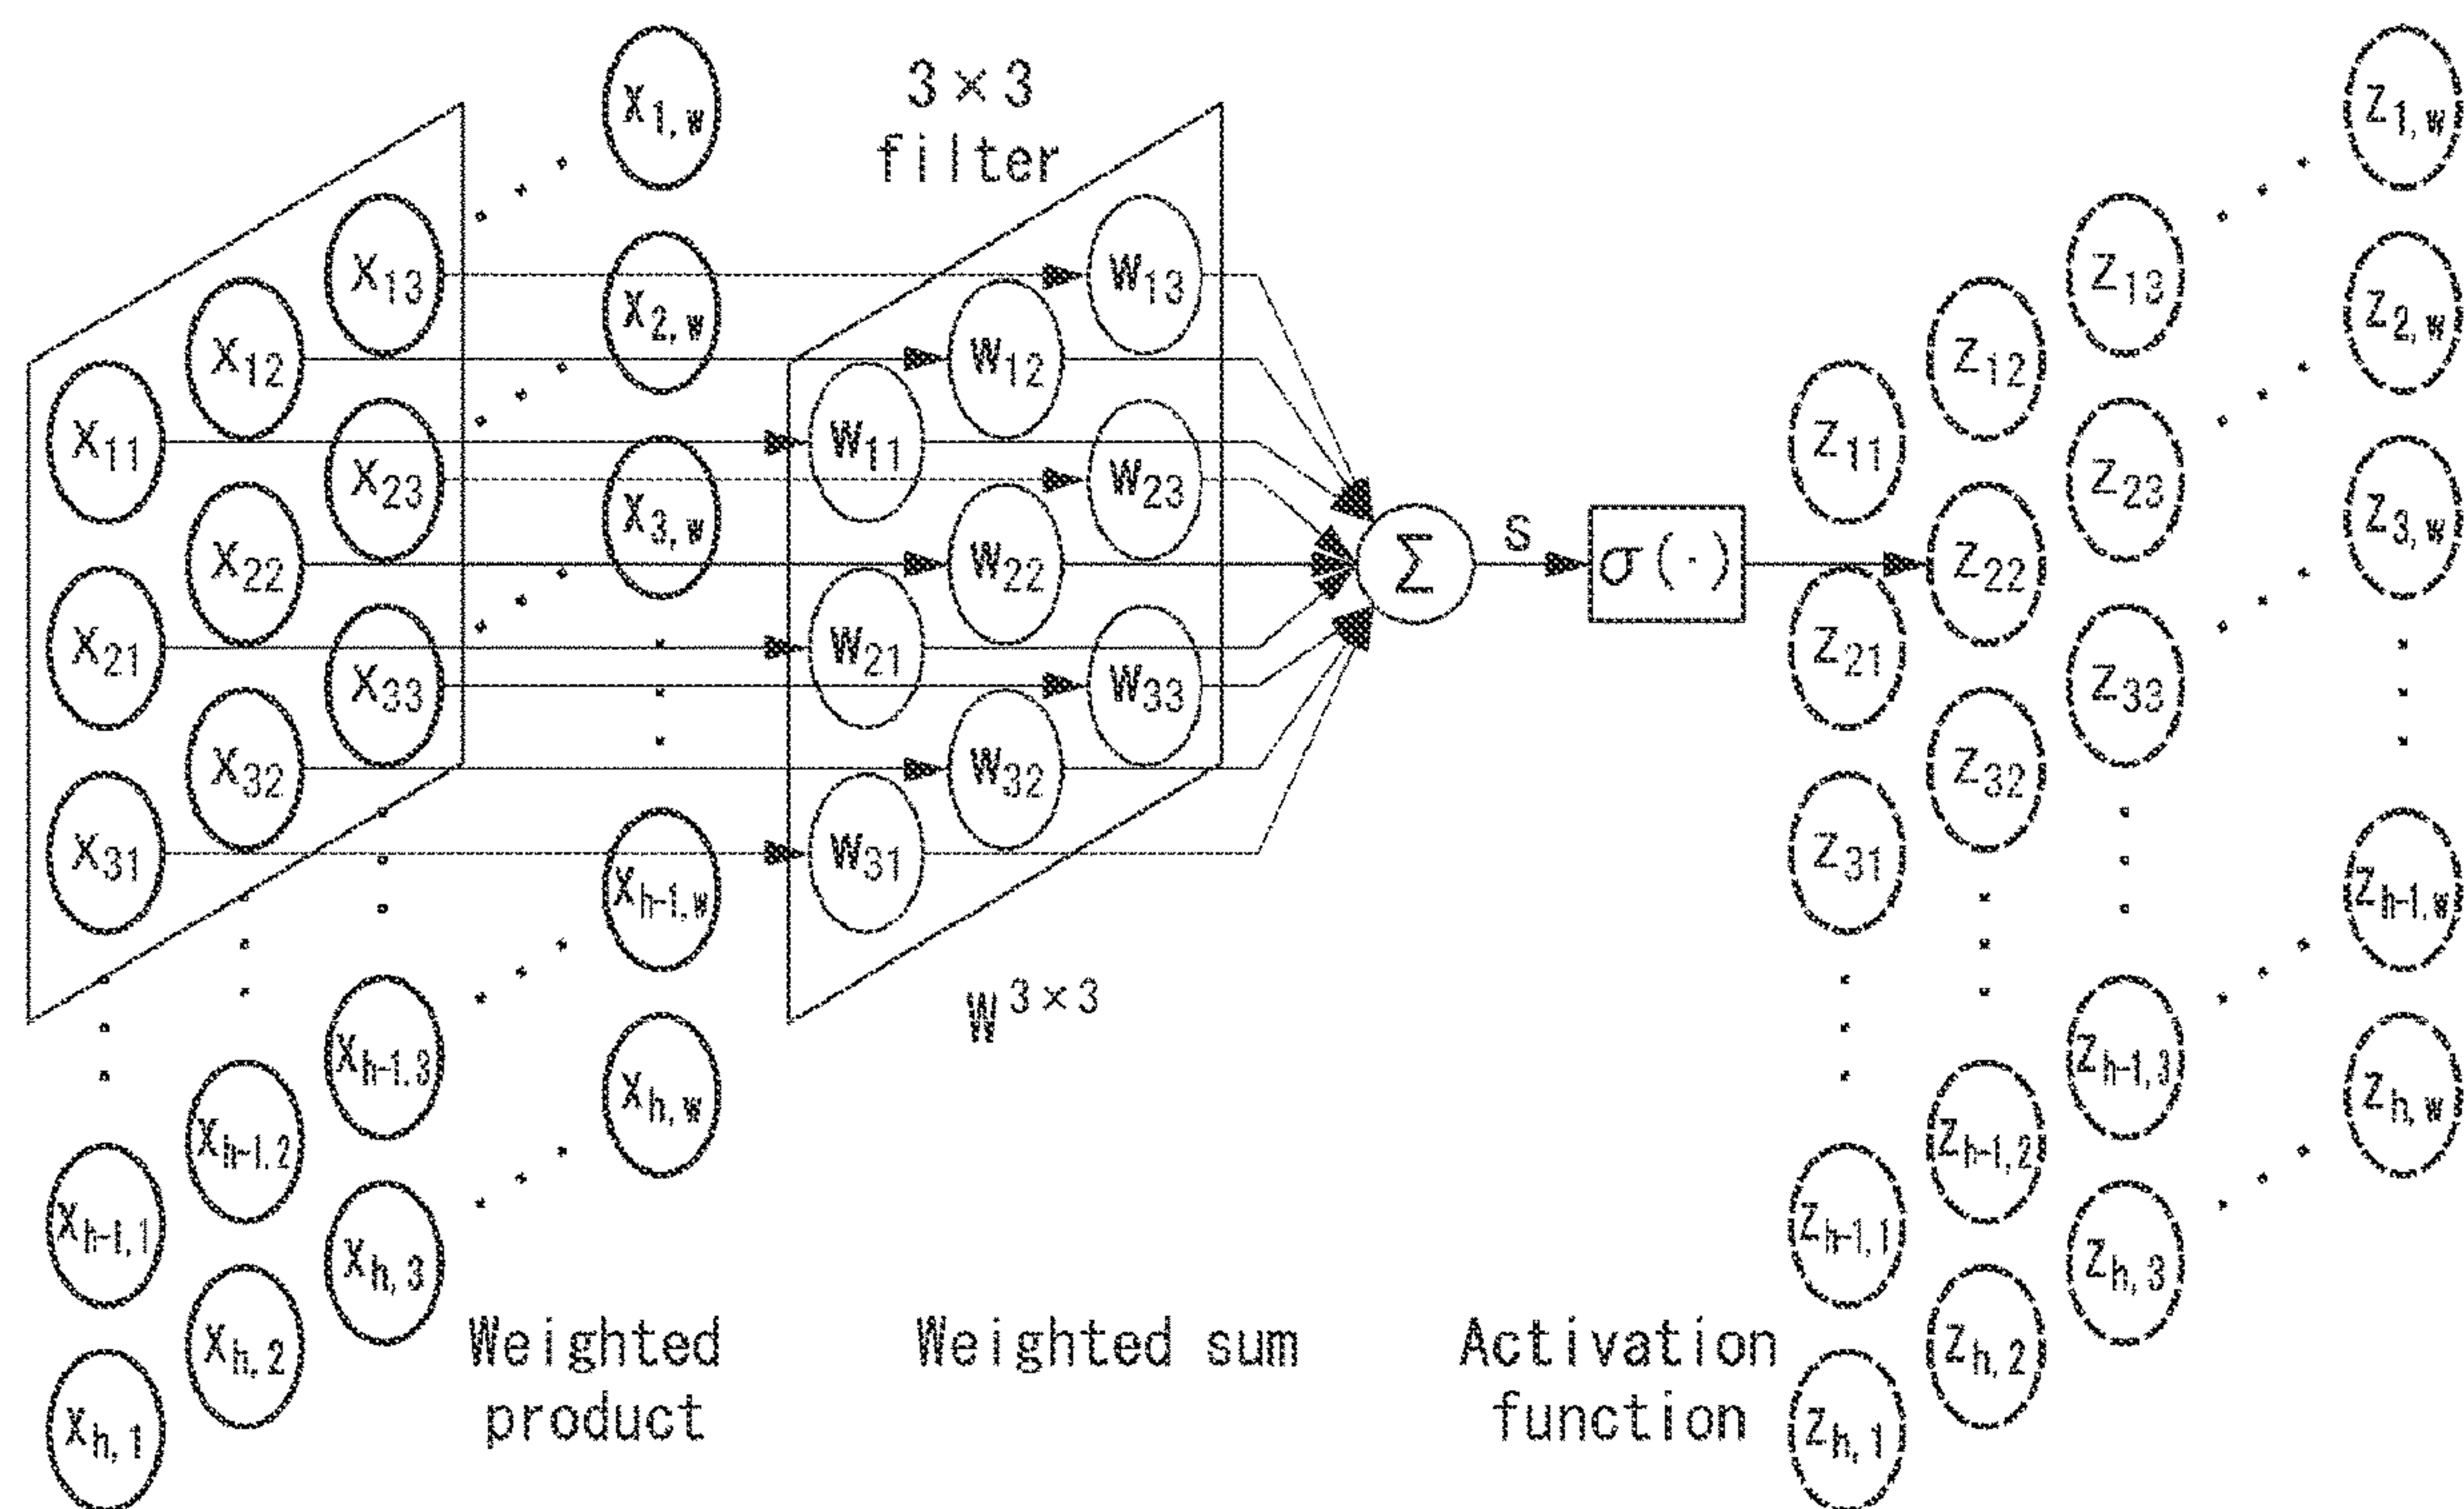 3×3
filter
x1,w
x2,w
x3,w
xh-1,w
xh,w
x13
x12
x11
x23
x22
x21
x33
x32
x31
xh-1,3
xh-1,2
xh-1,1
xh,3
xh,2
xh,1
w13
w12
w11
w23
w22
w21
w33
w32
w31
W3×3
Σ
s
σ(·)
z1,w
z2,w
z3,w
zh-1,w
zh,w
z13
z12
z11
z23
z22
z21
z33
z32
z31
zh-1,3
zh-1,2
zh-1,1
zh,3
zh,2
zh,1
Weighted
product
Weighted sum
Activation
function